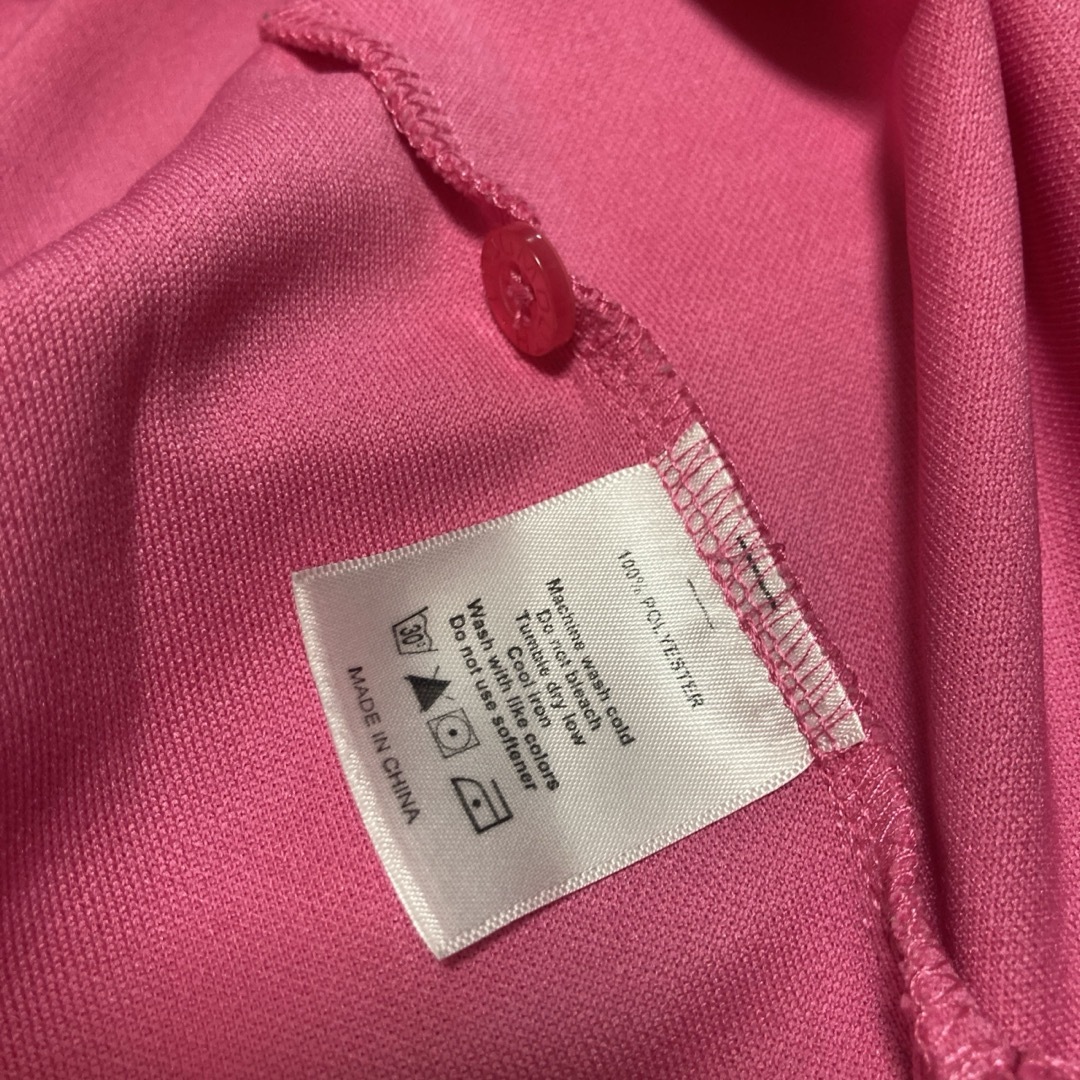 100% POLYESTER
Machine wash cold
Do not bleach
Tumble dry low
Cool iron
Wash with like colors
Do not use softener
30°
MADE IN CHINA